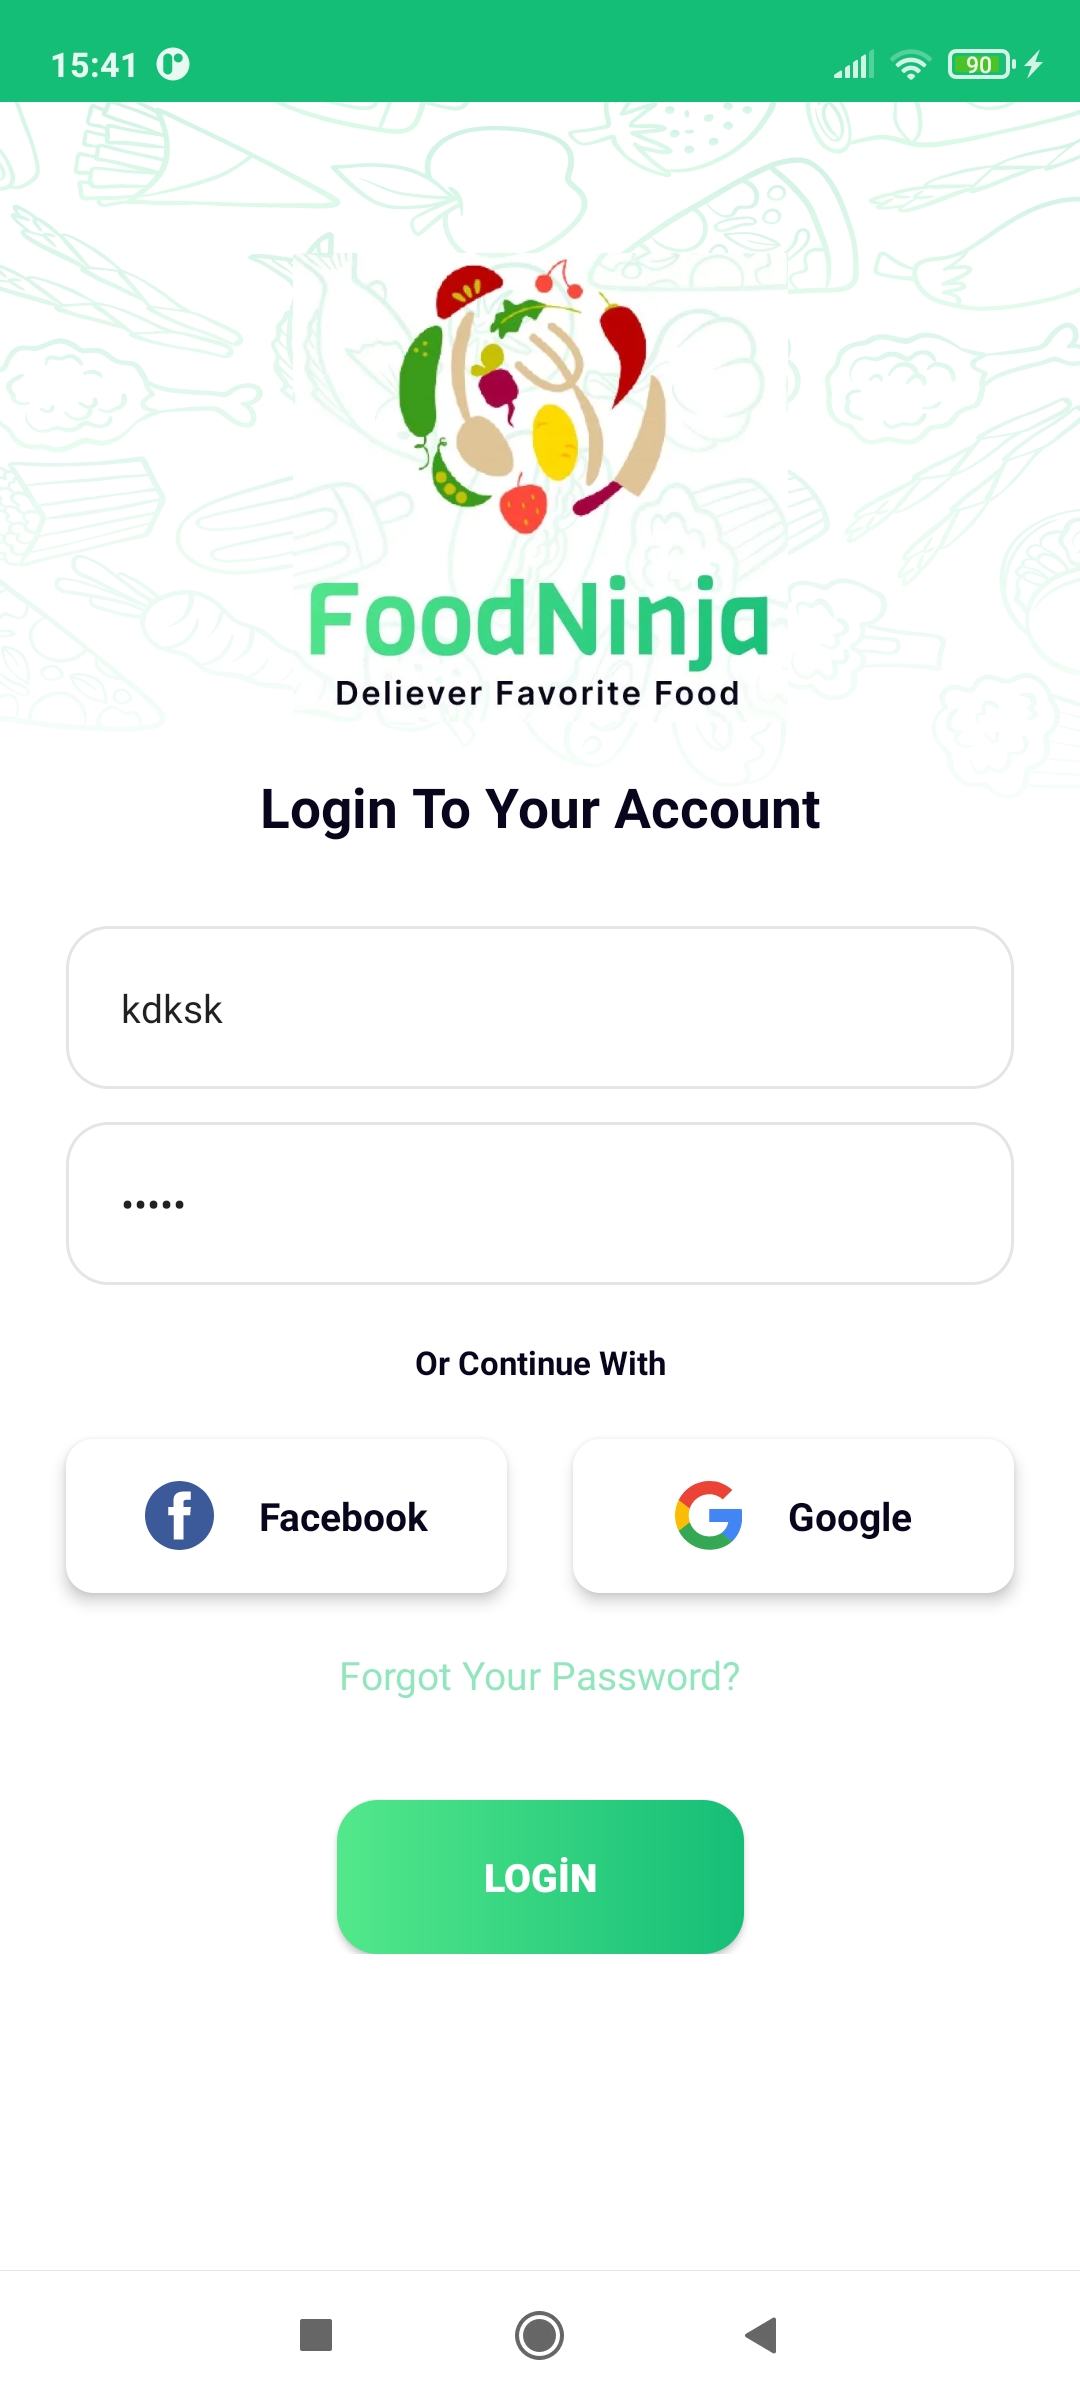 15:41
90
FoodNinja
Deliever Favorite Food
Login To Your Account
kdksk
•••••
Or Continue With
Facebook
Google
Forgot Your Password?
LOGİN